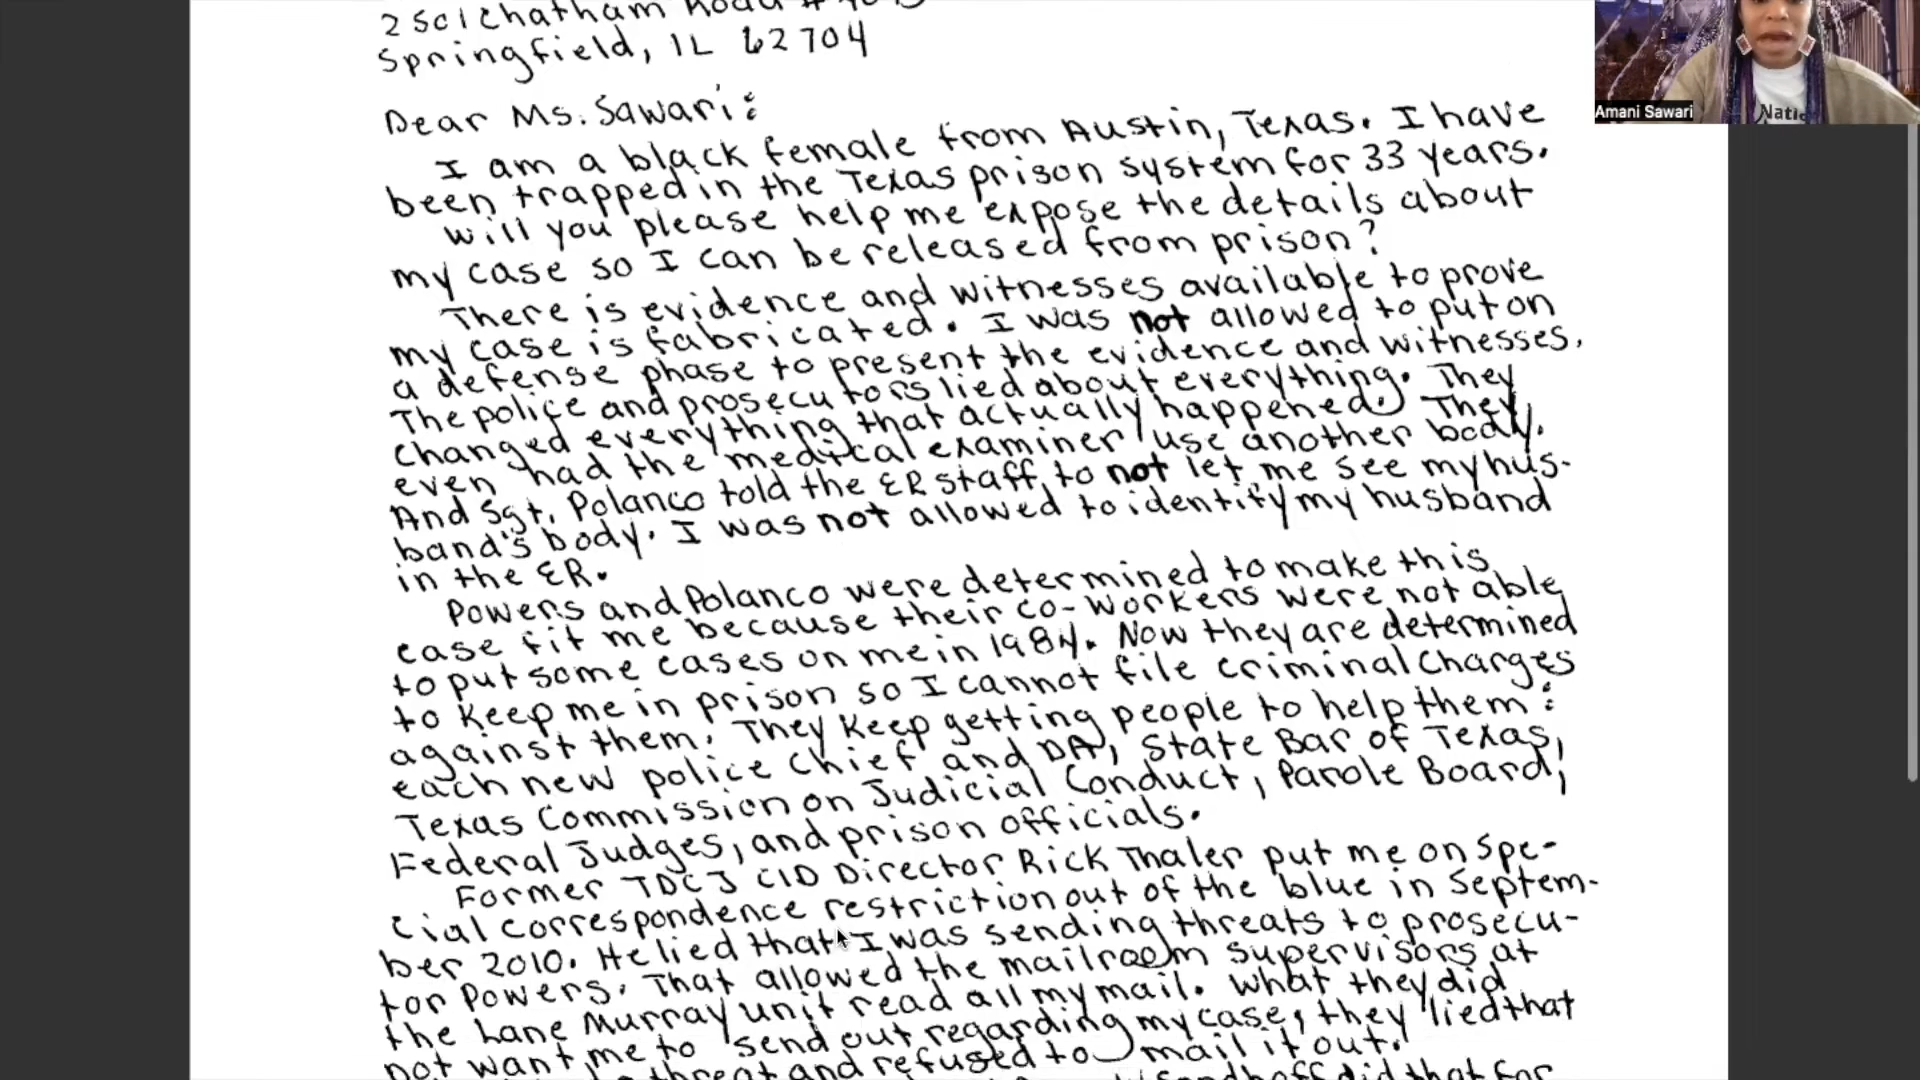 Springfield, IL 62704
Dear Ms. Sawari:
I am a black female from Austin, Texas. I have
been trapped in the Texas prison system for 33 years.
Will you please help me expose the details about
my case so I can be released from prison?
There is evidence and witnesses available to prove
my case is fabricated. I was not allowed to put on
a defense phase to present the evidence and witnesses.
The police and prosecutors lied about everything. They
changed everything that actually happened. They
even had the medical examiner use another body.
And Sgt. Polanco told the ER staff to not let me see my hus-
band's body. I was not allowed to identify my husband
in the ER.
Powers and Polanco were determined to make this
case fit me because their co-workers were not able
to put some cases on me in 1984. Now they are determined
to keep me in prison so I cannot file criminal charges
against them. They keep getting people to help them:
each new police chief and DA, State Bar of Texas,
Texas Commission on Judicial Conduct, Parole Board,
Federal Judges, and prison officials.
Former TDCJ CID Director Rick Thaler put me on spe-
cial correspondence restriction out of the blue in Septem-
ber 2010. He lied that I was sending threats to prosecu-
tor Powers. That allowed the mailroom supervisors at
the Lane Murray unit read all my mail. What they did
not want me to send out regarding my case, they lied that
threat and refused to mail it out.
did that for
Amani Sawari
Natio